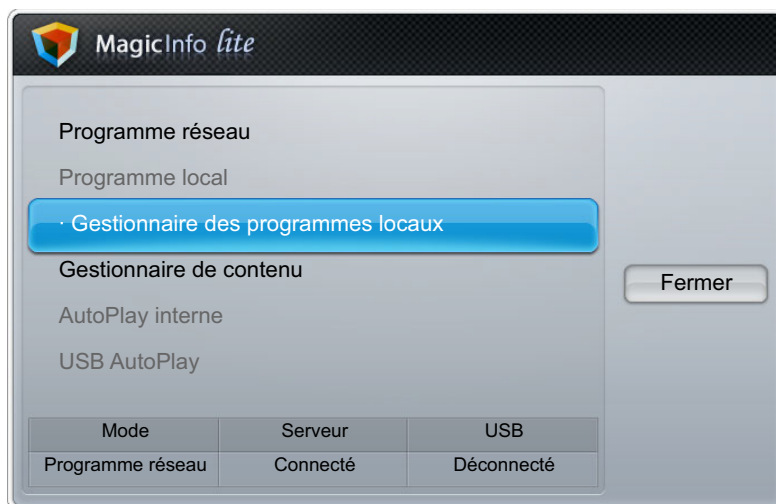 MagicInfo lite
Programme réseau
Programme local
· Gestionnaire des programmes locaux
Gestionnaire de contenu
Fermer
AutoPlay interne
USB AutoPlay
Mode Serveur USB
Programme réseau Connecté Déconnecté